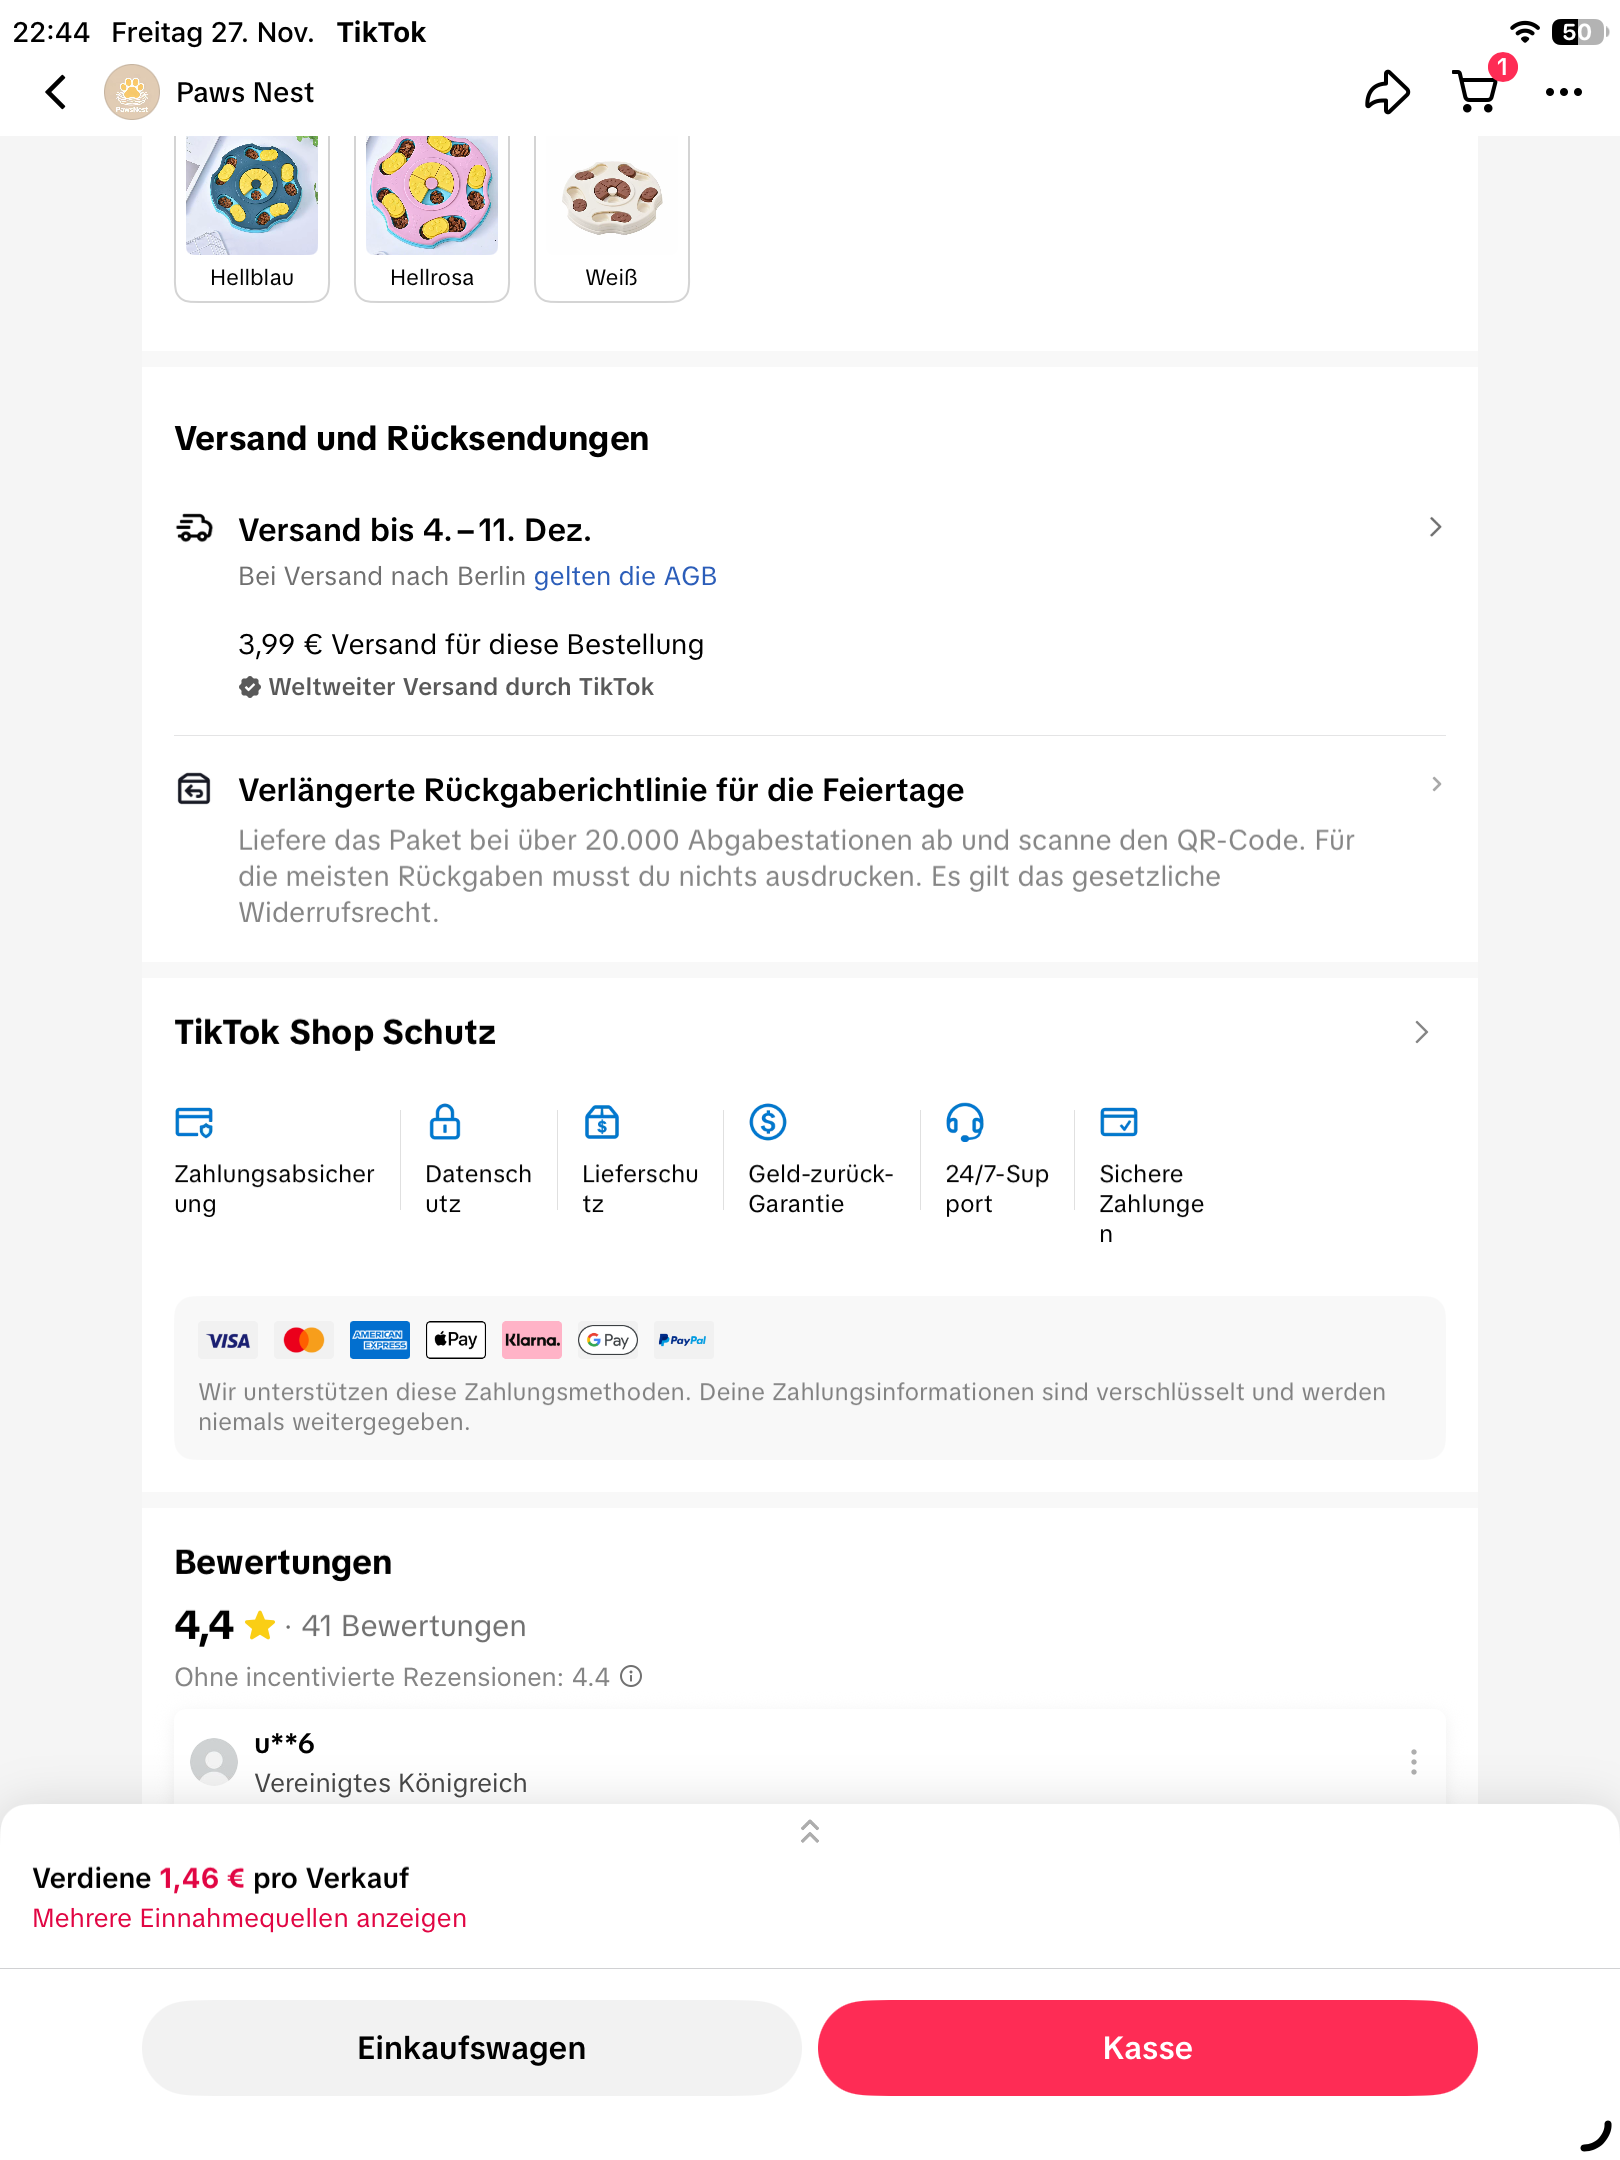 22:44 Freitag 27. Nov. TikTok
50
Paws Nest
1
PawsNest
Hellblau
Hellrosa
Weiß
Versand und Rücksendungen
Versand bis 4. – 11. Dez.
Bei Versand nach Berlin gelten die AGB
3,99 € Versand für diese Bestellung
Weltweiter Versand durch TikTok
Verlängerte Rückgaberichtlinie für die Feiertage
Liefere das Paket bei über 20.000 Abgabestationen ab und scanne den QR-Code. Für
die meisten Rückgaben musst du nichts ausdrucken. Es gilt das gesetzliche
Widerrufsrecht.
TikTok Shop Schutz
Zahlungsabsicher
ung
Datensch
utz
Lieferschu
tz
Geld-zurück-
Garantie
24/7-Sup
port
Sichere
Zahlunge
n
VISA
AMERICAN EXPRESS
Pay
Klarna.
G Pay
PayPal
Wir unterstützen diese Zahlungsmethoden. Deine Zahlungsinformationen sind verschlüsselt und werden
niemals weitergegeben.
Bewertungen
4,4 · 41 Bewertungen
Ohne incentivierte Rezensionen: 4.4
u**6
Vereinigtes Königreich
Verdiene 1,46 € pro Verkauf
Mehrere Einnahmequellen anzeigen
Einkaufswagen
Kasse